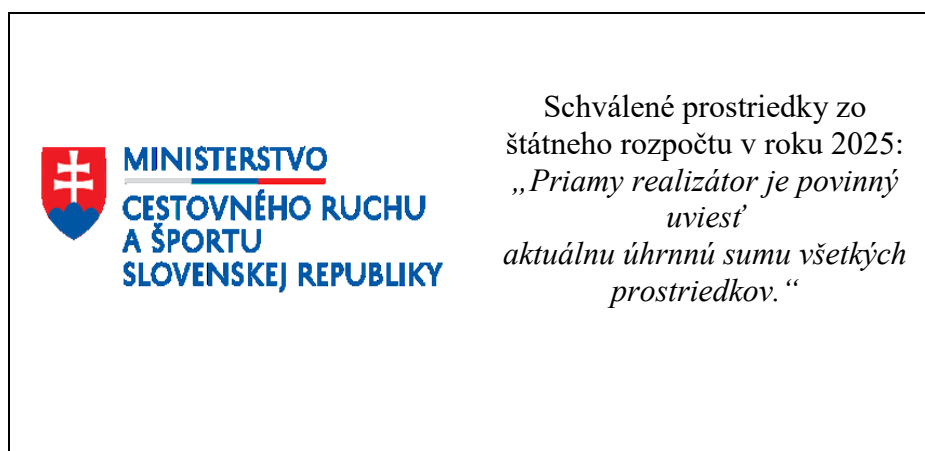 MINISTERSTVO
CESTOVNÉHO RUCHU
A ŠPORTU
SLOVENSKEJ REPUBLIKY
Schválené prostriedky zo
štátneho rozpočtu v roku 2025:
„Priamy realizátor je povinný
uviesť
aktuálnu úhrnnú sumu všetkých
prostriedkov.“